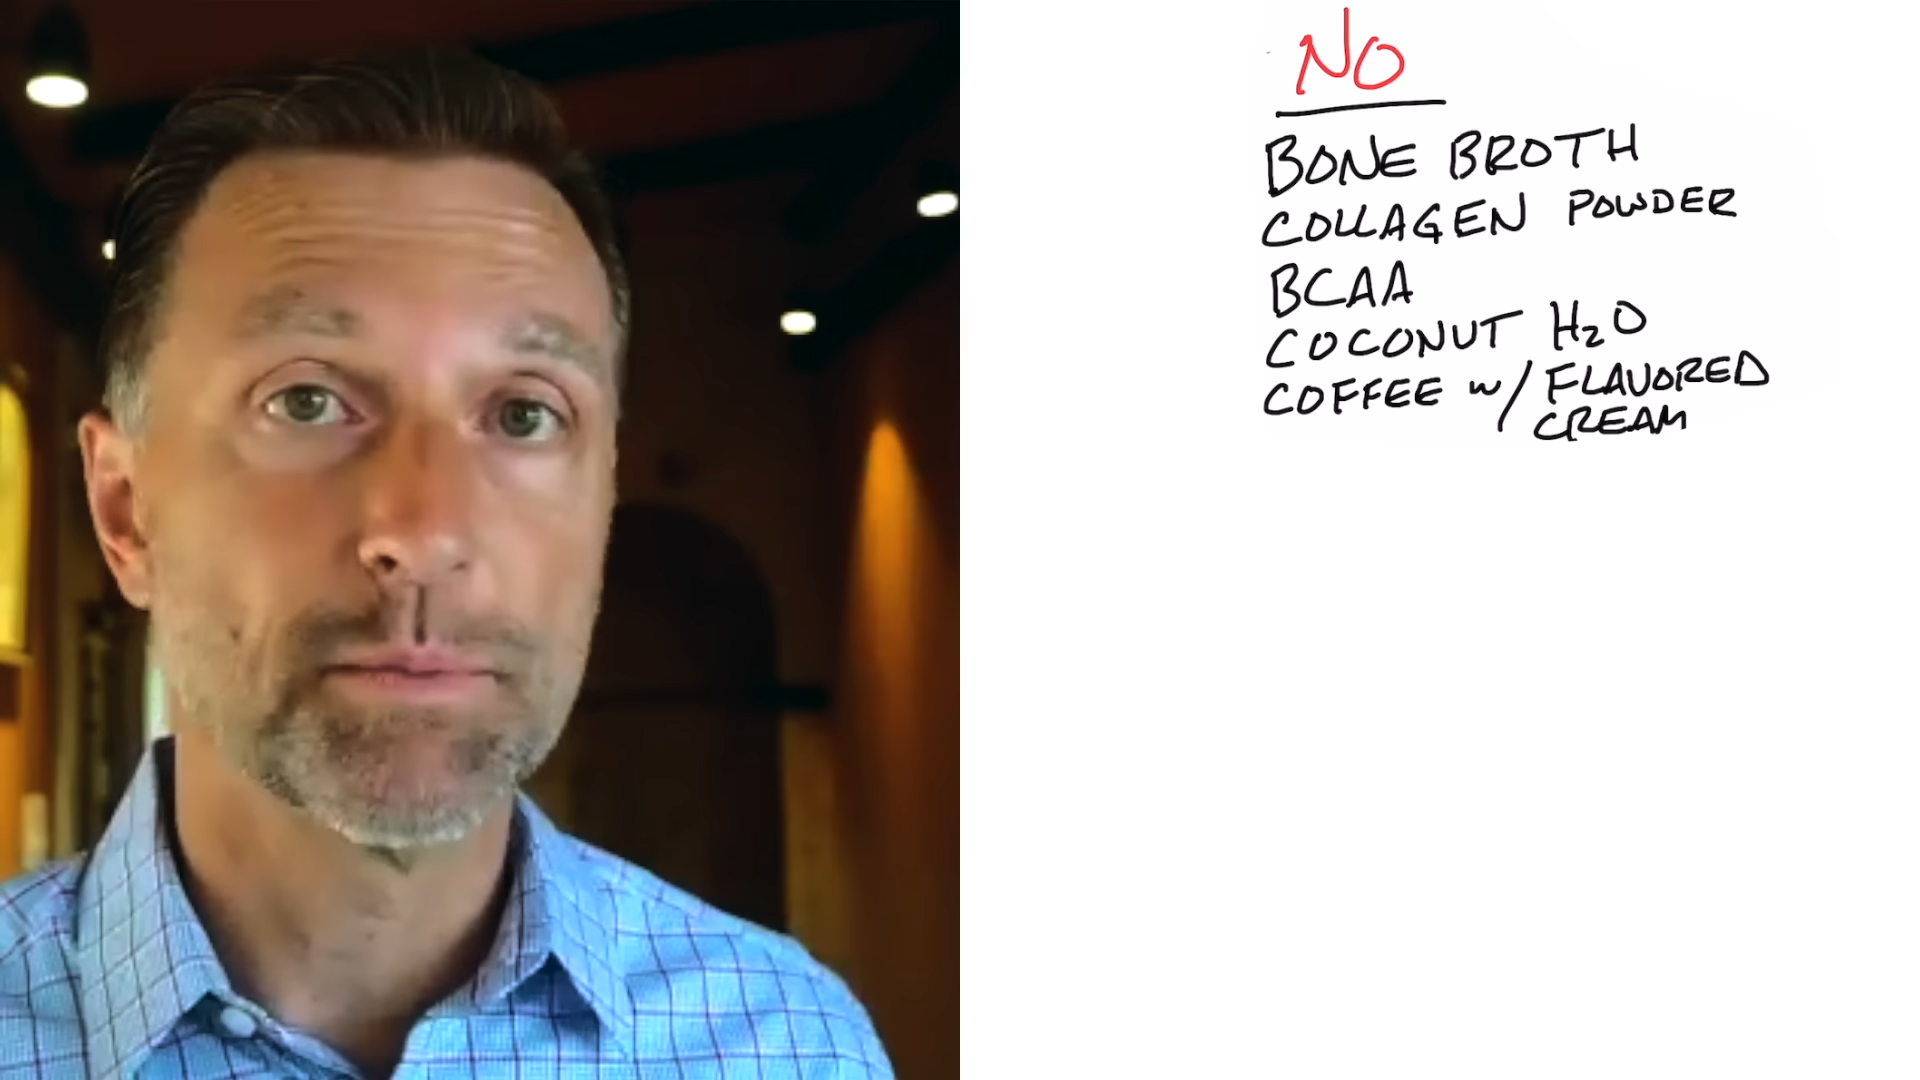 NO
BONE BROTH
COLLAGEN POWDER
BCAA
COCONUT H₂O
COFFEE w/ FLAVORED
CREAM